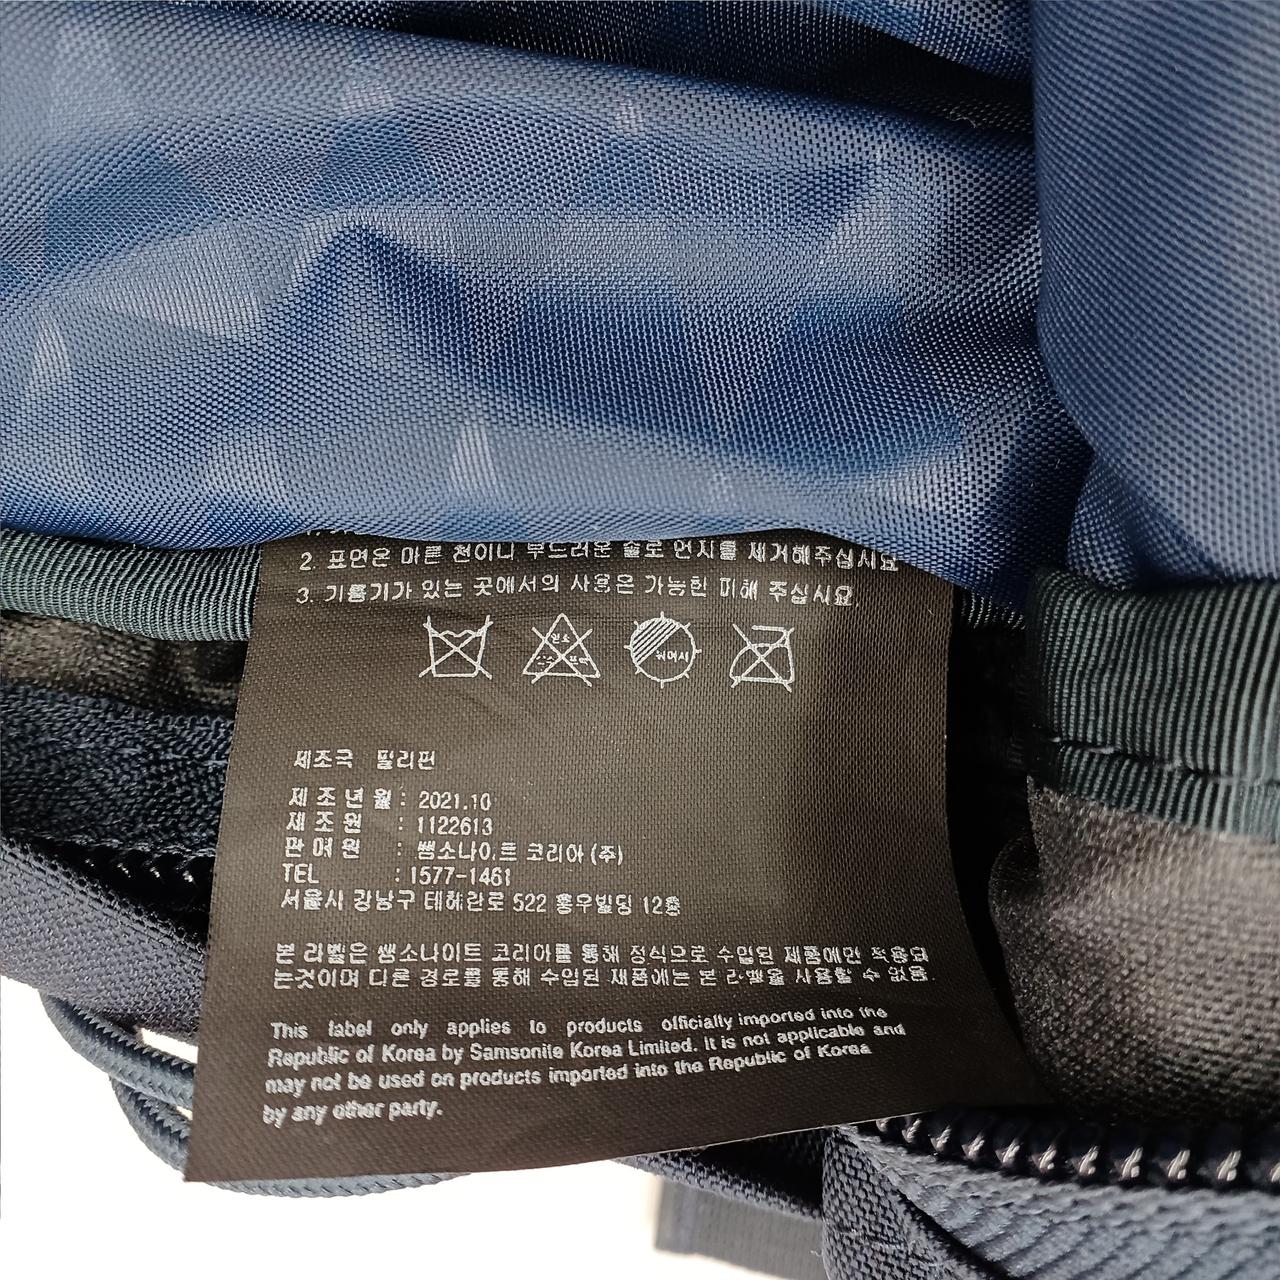 2. 표면은 마른 천이나 부드러운 솔로 먼지를 제거해주십시요
3. 기름기가 있는 곳에서의 사용은 가능한 피해 주십시요.
염소
뉘어서
제조국 필리핀
제 조 년 월 : 2021.10
제 조 원 : 1122613
판 매 원 : 쌤소나이트 코리아 (주)
TEL : 1577-1461
서울시 강남구 테헤란로 522 홍우빌딩 12층
본 라벨은 쌤소나이트 코리아를 통해 정식으로 수입된 제품에만 적용되
는것이며 다른 경로를 통해 수입된 제품에는 본 라벨을 사용할 수 없음.
This label only applies to products officially imported into the
Republic of Korea by Samsonite Korea Limited. It is not applicable and
may not be used on products imported into the Republic of Korea
by any other party.